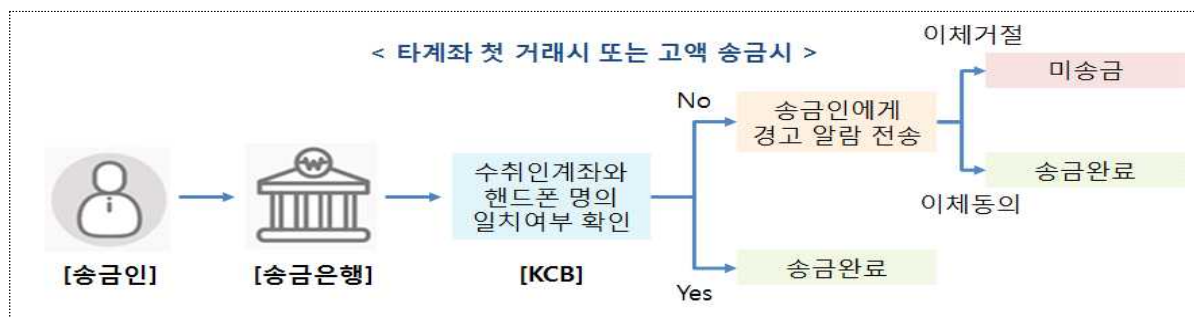 < 타계좌 첫 거래시 또는 고액 송금시 >
이체거절
미송금
No
송금인에게
경고 알람 전송
송금완료
이체동의
수취인계좌와
핸드폰 명의
일치여부 확인
₩
[송금인]
[송금은행]
[KCB]
Yes
송금완료